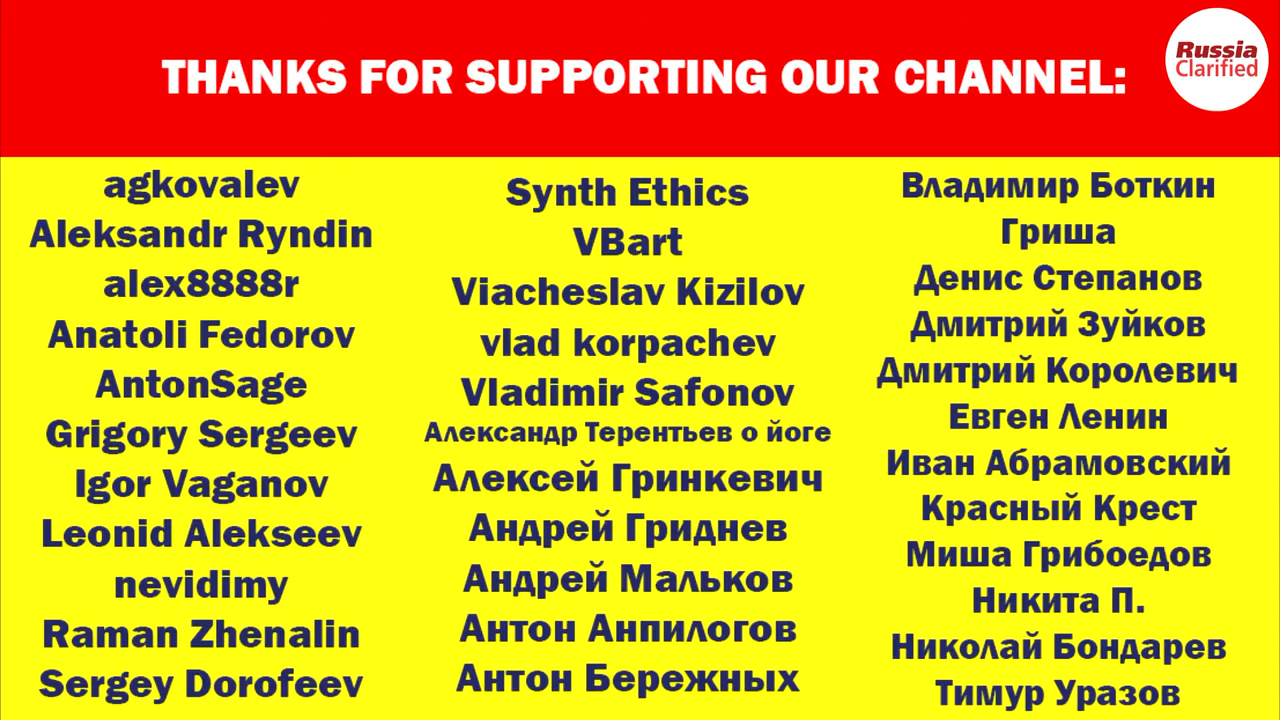 THANKS FOR SUPPORTING OUR CHANNEL:
Russia
Clarified
agkovalev
Aleksandr Ryndin
alex8888r
Anatoli Fedorov
AntonSage
Grigory Sergeev
Igor Vaganov
Leonid Alekseev
nevidimy
Raman Zhenalin
Sergey Dorofeev
Synth Ethics
VBart
Viacheslav Kizilov
vlad korpachev
Vladimir Safonov
Александр Терентьев о йоге
Алексей Гринкевич
Андрей Гриднев
Андрей Мальков
Антон Анпилогов
Антон Бережных
Владимир Боткин
Гриша
Денис Степанов
Дмитрий Зуйков
Дмитрий Королевич
Евген Ленин
Иван Абрамовский
Красный Крест
Миша Грибоедов
Никита П.
Николай Бондарев
Тимур Уразов